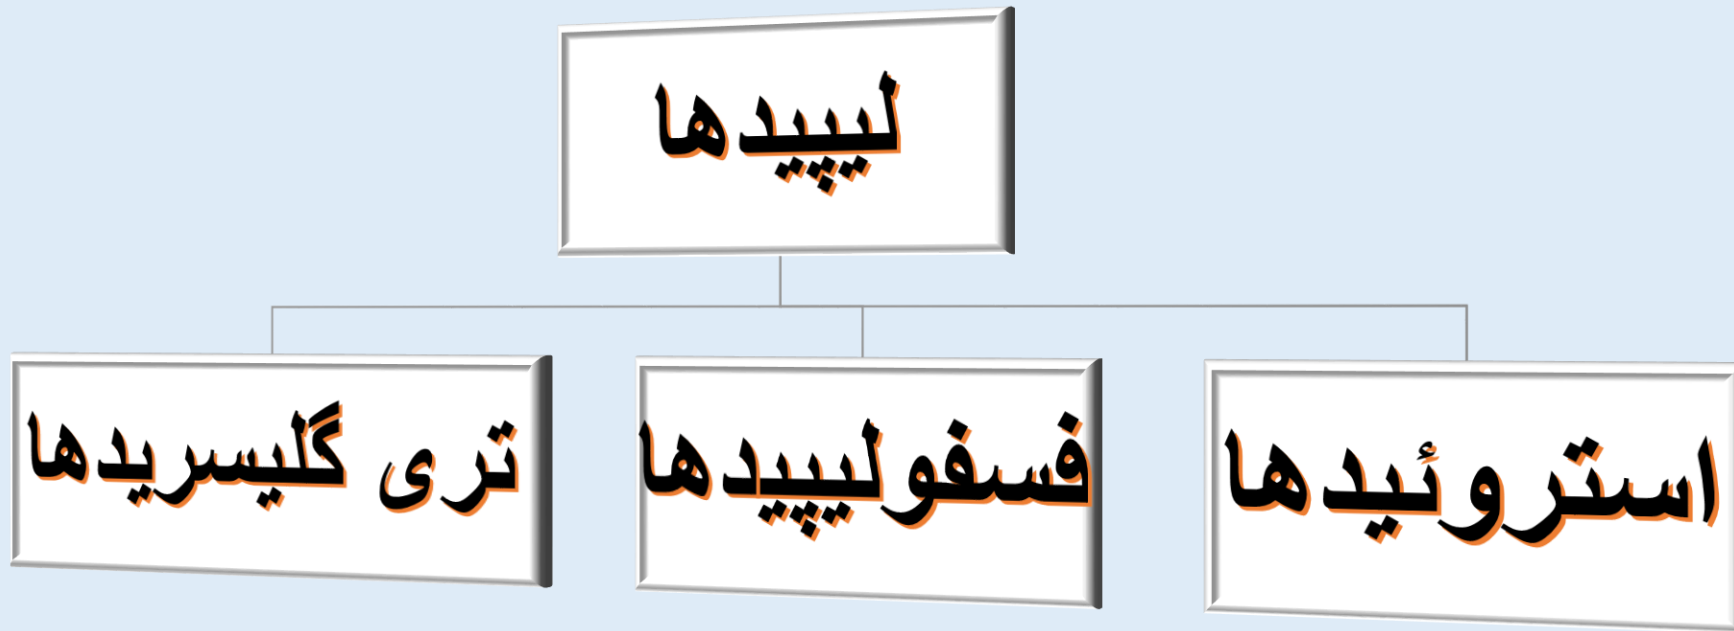 لیپیدها
استروئیدها
فسفولیپیدها
تری گلیسریدها